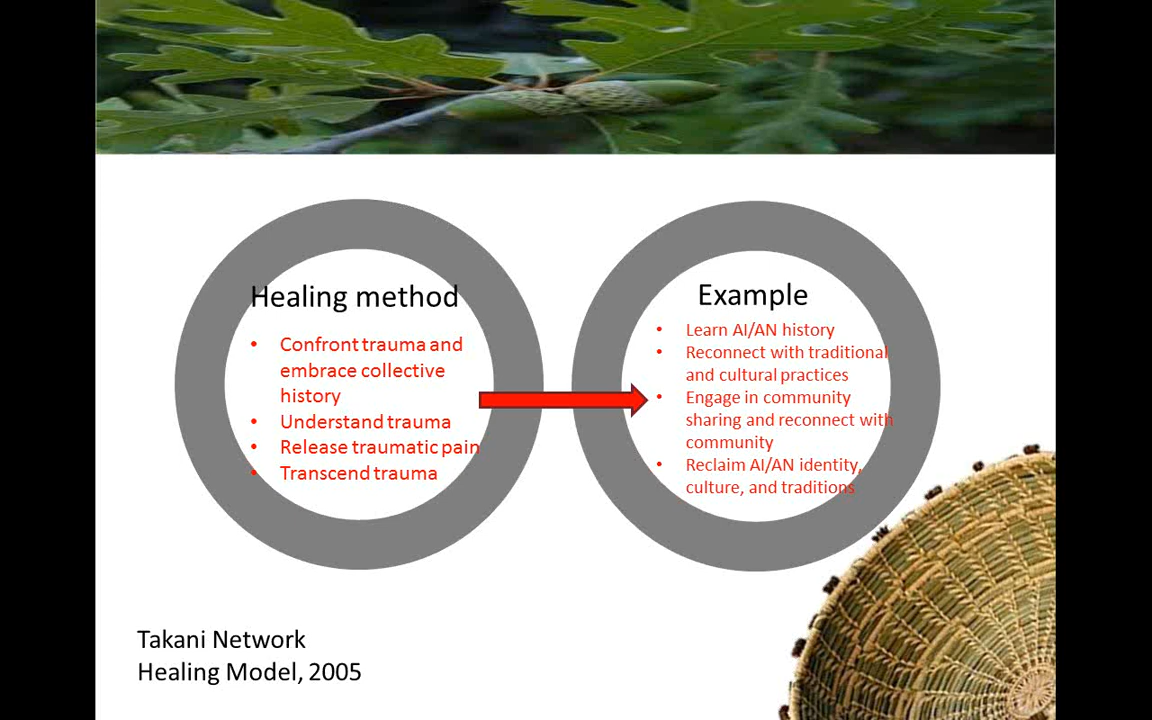 Healing method
• Confront trauma and
embrace collective
history
• Understand trauma
• Release traumatic pain
• Transcend trauma
Example
• Learn AI/AN history
• Reconnect with traditional
and cultural practices
• Engage in community
sharing and reconnect with
community
• Reclaim AI/AN identity,
culture, and traditions
Takani Network
Healing Model, 2005